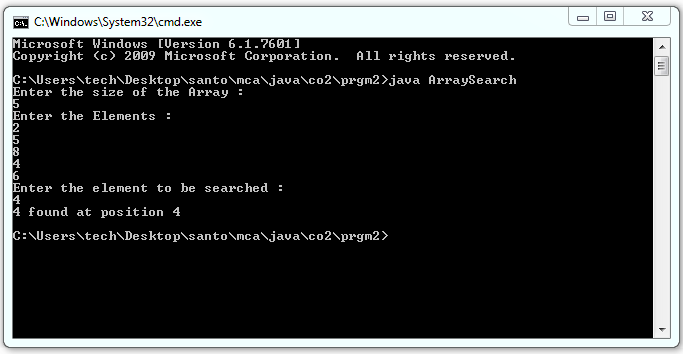 C:\Windows\System32\cmd.exe
Microsoft Windows [Version 6.1.7601]
Copyright (c) 2009 Microsoft Corporation.  All rights reserved.
C:\Users\tech\Desktop\santo\mca\java\co2\prgm2>java ArraySearch
Enter the size of the Array :
5
Enter the Elements :
2
5
8
4
6
Enter the element to be searched :
4
4 found at position 4
C:\Users\tech\Desktop\santo\mca\java\co2\prgm2>